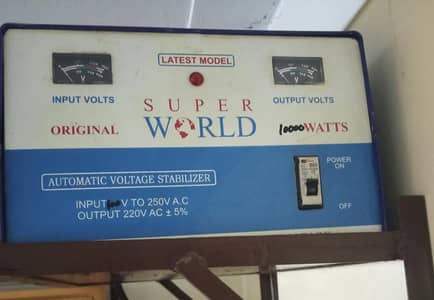 LATEST MODEL
INPUT VOLTS
OUTPUT VOLTS
SUPER
WORLD
ORIGINAL
10000 WATTS
POWER
ON
AUTOMATIC VOLTAGE STABILIZER
OFF
V TO 250V A.C
OUTPUT 220V AC ± 5%